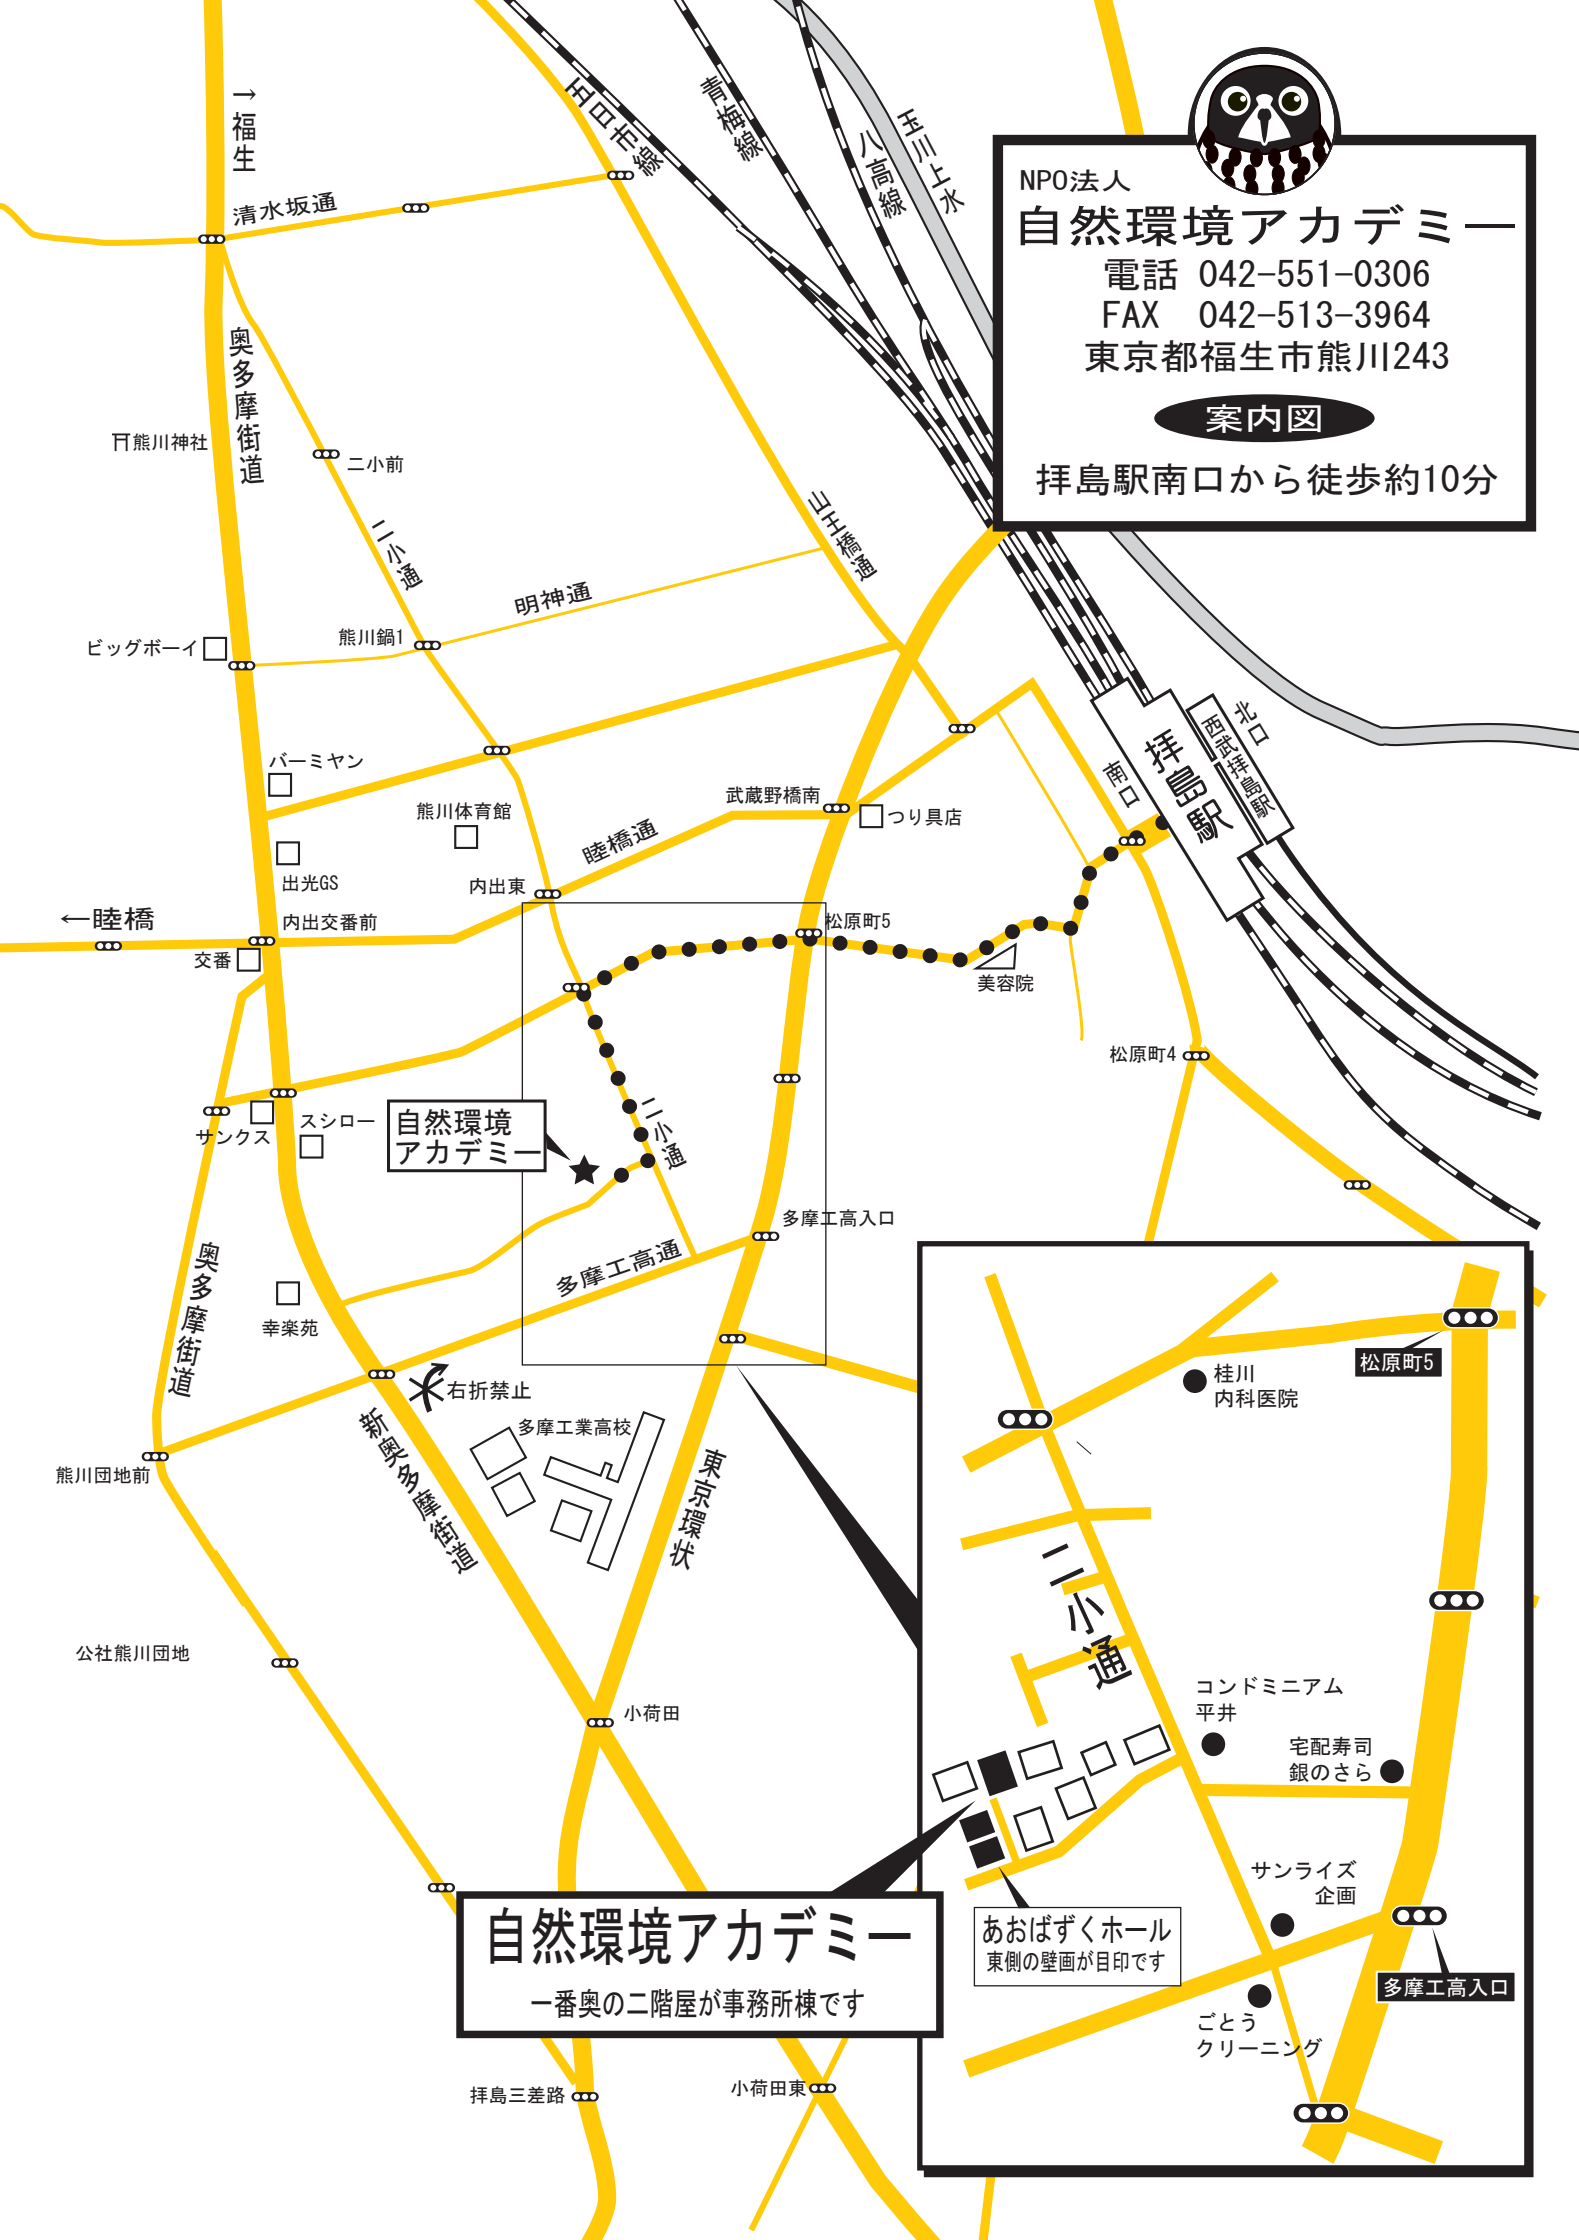 NPO法人
自然環境アカデミー
電話 042-551-0306
FAX 042-513-3964
東京都福生市熊川243
案内図
拝島駅南口から徒歩約10分
→福生
清水坂通
五日市線
青梅線
八高線
玉川上水
奥多摩街道
熊川神社
二小前
二小通
山王橋通
明神通
ビッグボーイ
熊川鍋1
バーミヤン
熊川体育館
武蔵野橋南
つり具店
南口
拝島駅
西武拝島駅
北口
出光GS
睦橋通
内出東
←睦橋
内出交番前
交番
松原町5
美容院
松原町4
サンクス
スシロー
自然環境
アカデミー
二小通
多摩工高入口
多摩工高通
奥多摩街道
幸楽苑
右折禁止
多摩工業高校
新奥多摩街道
東京環状
熊川団地前
公社熊川団地
小荷田
松原町5
桂川
内科医院
二小通
コンドミニアム
平井
宅配寿司
銀のさら
サンライズ
企画
あおばずくホール
東側の壁画が目印です
多摩工高入口
ごとう
クリーニング
自然環境アカデミー
一番奥の二階屋が事務所棟です
拝島三差路
小荷田東